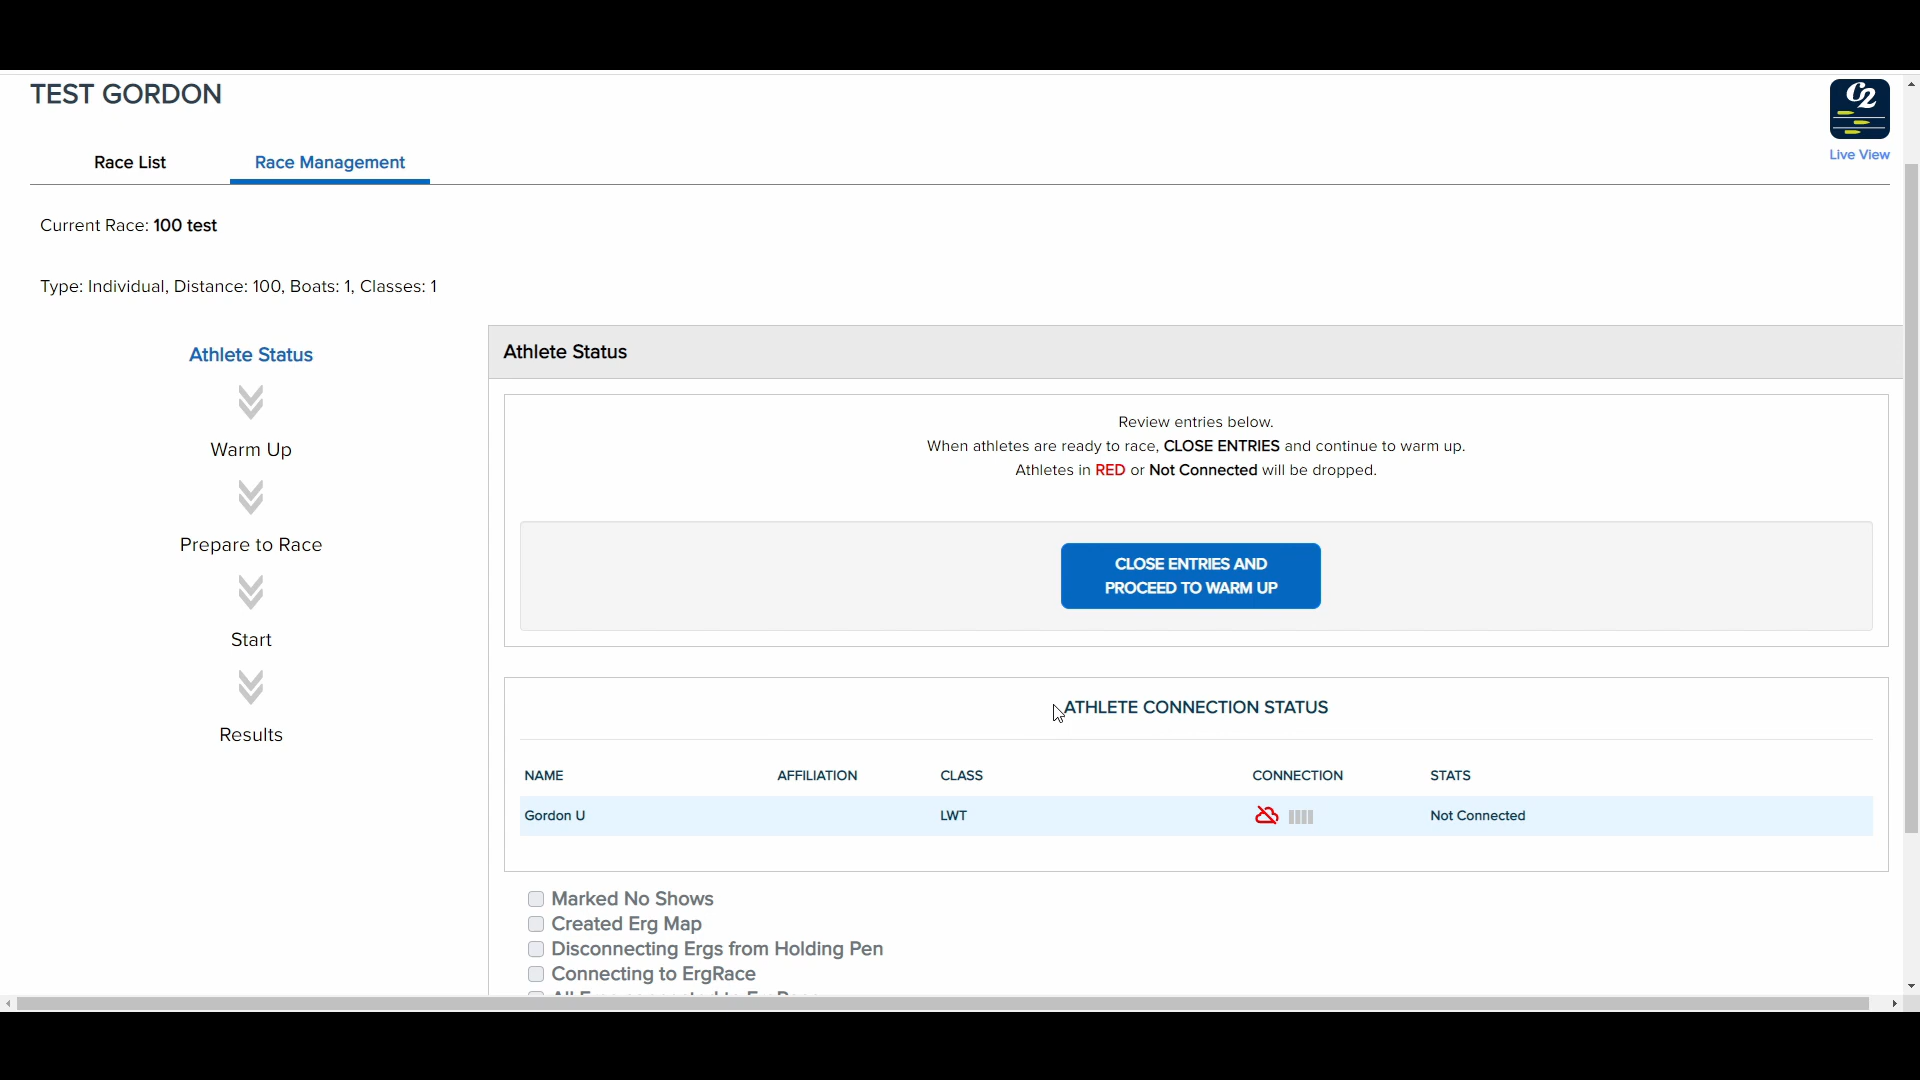 TEST GORDON
C2
Live View
Race List
Race Management
Current Race: 100 test
Type: Individual, Distance: 100, Boats: 1, Classes: 1
Athlete Status
Warm Up
Prepare to Race
Start
Results
Athlete Status
Review entries below.
When athletes are ready to race, CLOSE ENTRIES and continue to warm up.
Athletes in RED or Not Connected will be dropped.
CLOSE ENTRIES AND
PROCEED TO WARM UP
ATHLETE CONNECTION STATUS
NAME AFFILIATION CLASS CONNECTION STATS
Gordon U LWT Not Connected
Marked No Shows
Created Erg Map
Disconnecting Ergs from Holding Pen
Connecting to ErgRace